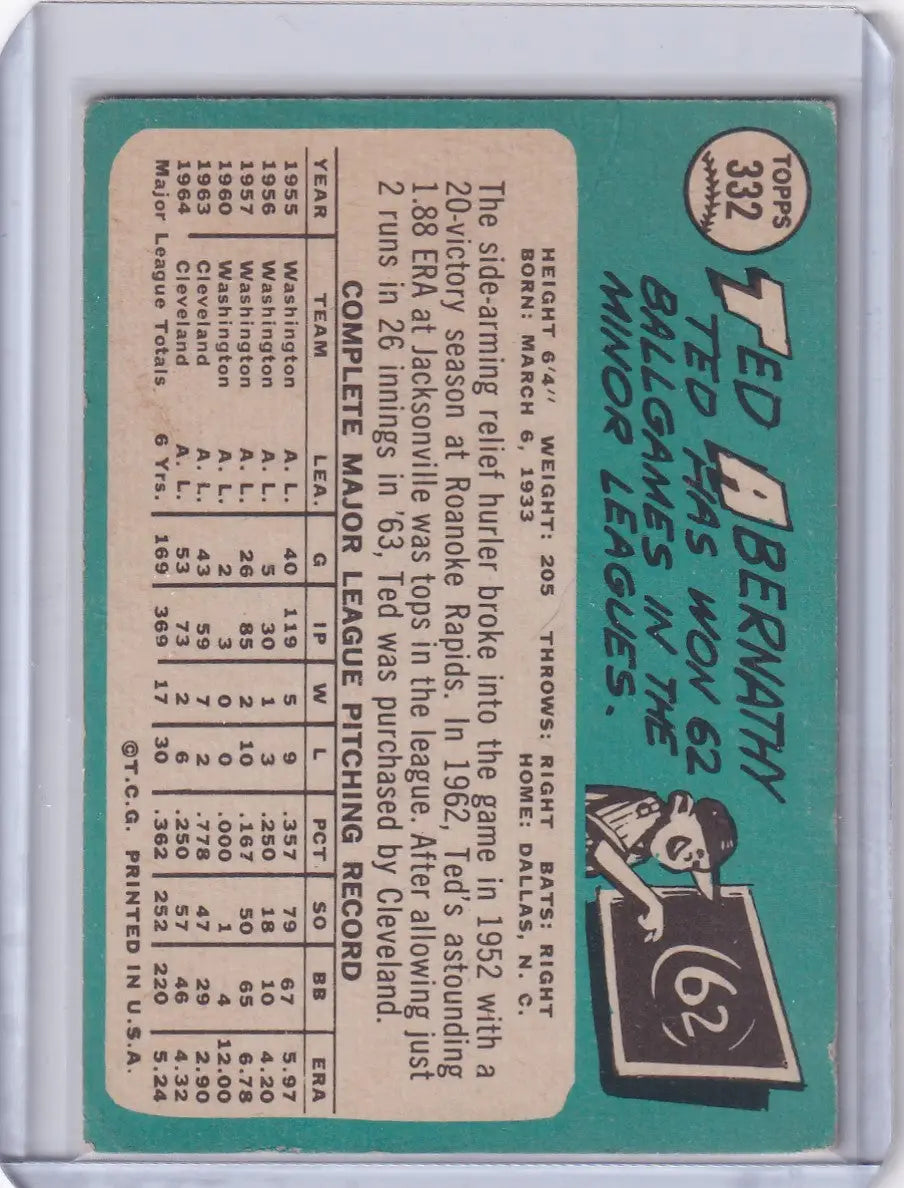 TOPPS
332
TED ABERNATHY
TED HAS WON 62
BALLGAMES IN THE
MINOR LEAGUES.
62
HEIGHT 6'4" WEIGHT: 205 THROWS: RIGHT BATS: RIGHT
BORN: MARCH 6, 1933 HOME: DALLAS, N. C.
The side-arming relief hurler broke into the game in 1952 with a
20-victory season at Roanoke Rapids. In 1962, Ted's astounding
1.88 ERA at Jacksonville was tops in the league. After allowing just
2 runs in 26 innings in '63, Ted was purchased by Cleveland.
COMPLETE MAJOR LEAGUE PITCHING RECORD
YEAR TEAM LEA. G IP W L PCT. SO BB ERA
1955 Washington A. L. 40 119 5 9 .357 79 67 5.97
1956 Washington A. L. 5 30 1 3 .250 18 10 4.20
1957 Washington A. L. 26 85 2 10 .167 50 65 6.78
1960 Washington A. L. 2 3 0 0 .000 1 4 12.00
1963 Cleveland A. L. 43 59 7 2 .778 47 29 2.90
1964 Cleveland A. L. 53 73 2 6 .250 57 46 4.32
Major League Totals 6 Yrs. 169 369 17 30 .362 252 220 5.24
©T.C.G. PRINTED IN U.S.A.